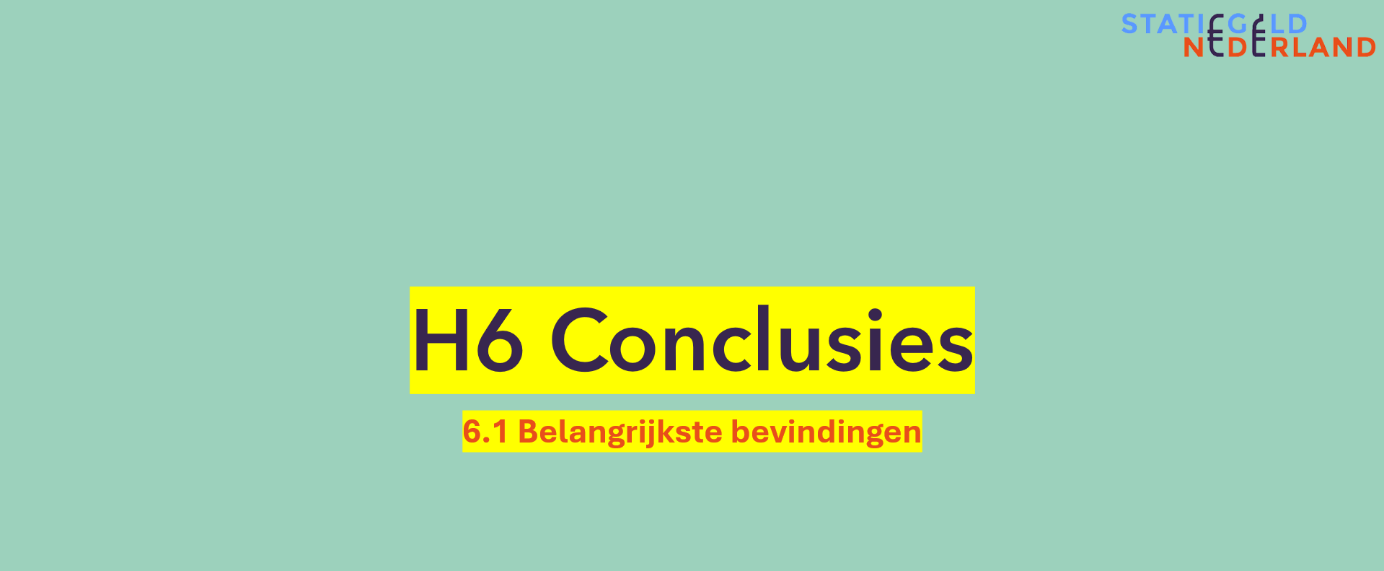 STATIEGELD
NEDERLAND
H6 Conclusies
6.1 Belangrijkste bevindingen